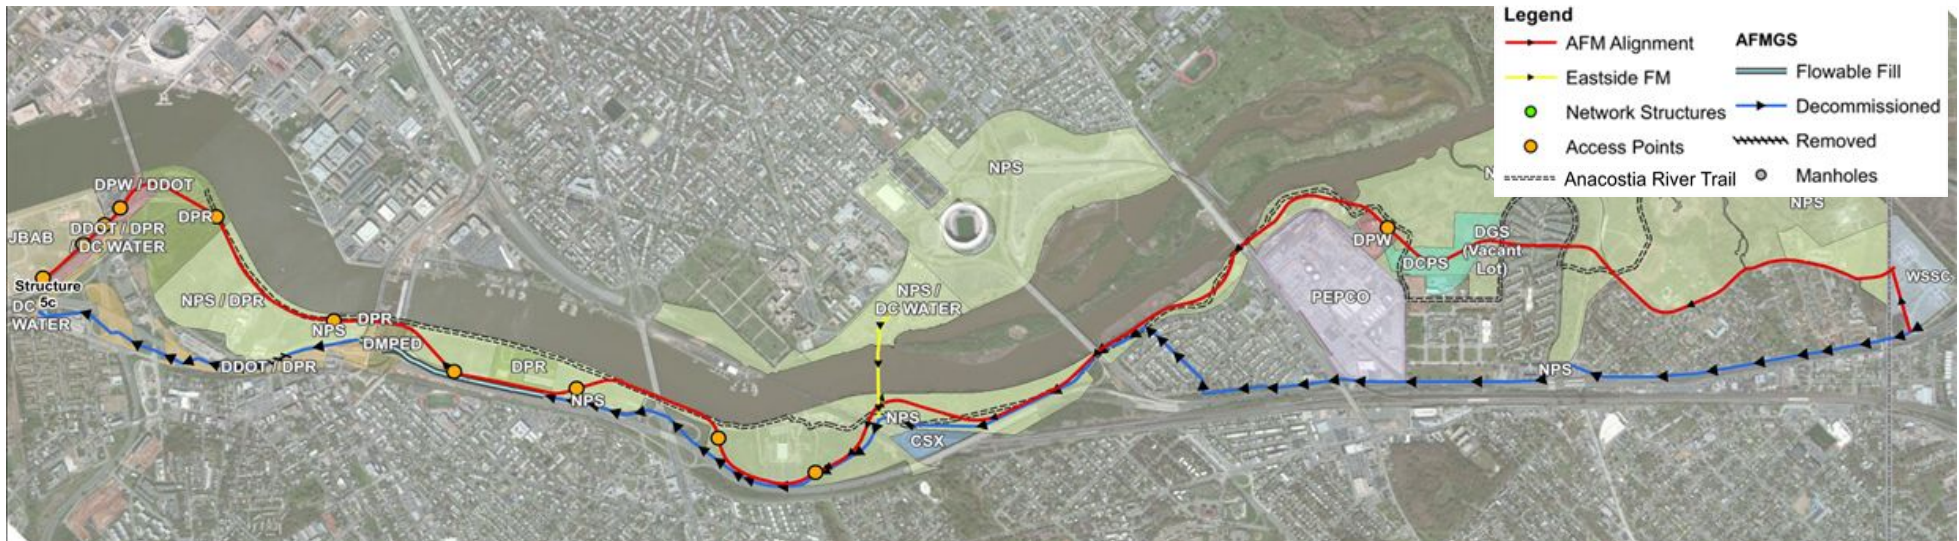 Legend
AFM Alignment
Eastside FM
Network Structures
Access Points
Anacostia River Trail
AFMGS
Flowable Fill
Decommissioned
Removed
Manholes
DPW / DDOT
DPR
DDOT / DPR
/ DC WATER
JBAB
Structure
5c
DC
WATER
NPS / DPR
NPS
DPR
DMPED
DDOT / DPR
DPR
NPS
NPS
NPS /
DC WATER
NPS
CSX
PEPCO
DPW
DCPS
DGS
(Vacant
Lot)
NPS
NPS
WSSC